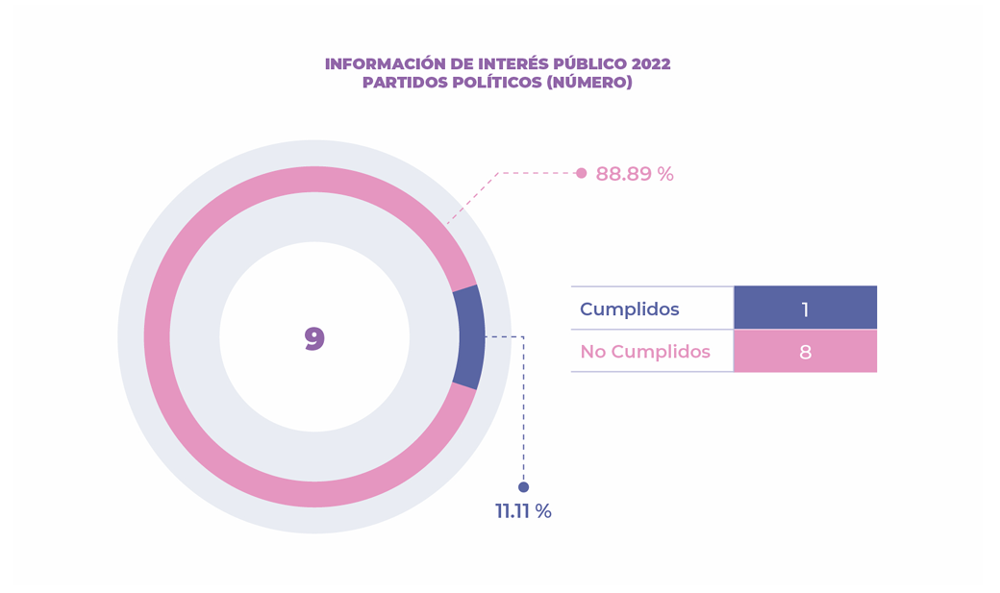 INFORMACIÓN DE INTERÉS PÚBLICO 2022
PARTIDOS POLÍTICOS (NÚMERO)
88.89 %
9
Cumplidos 1
No Cumplidos 8
11.11 %